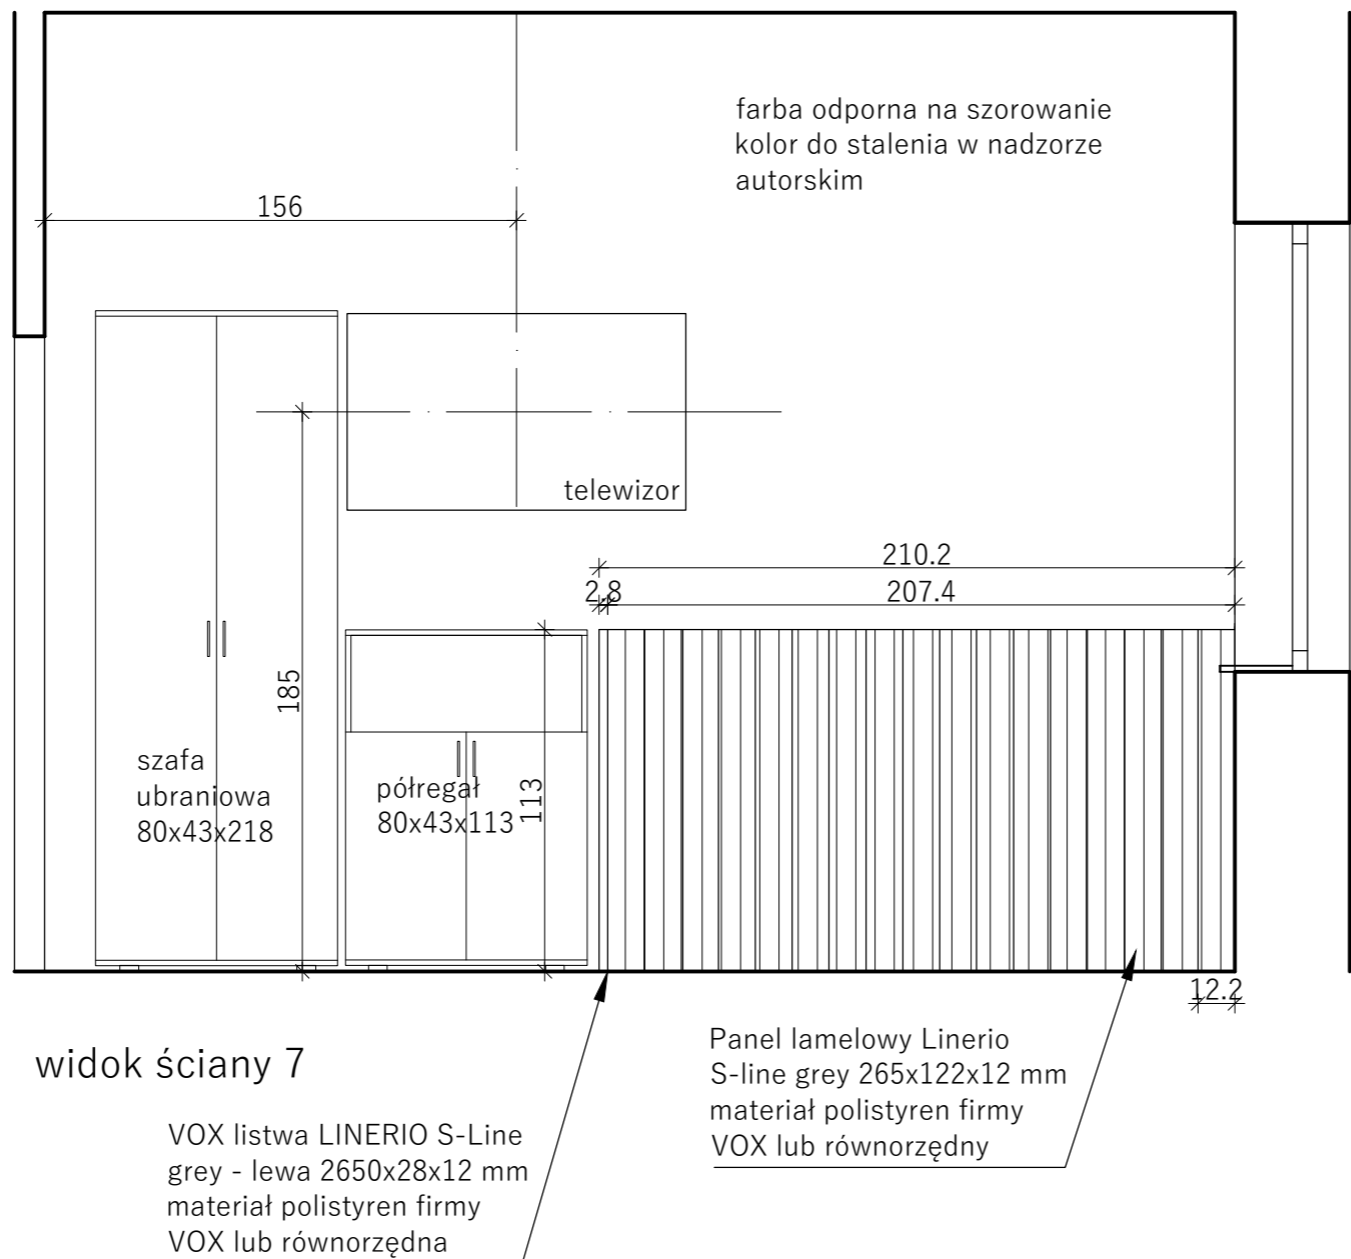 farba odporna na szorowanie
kolor do stalenia w nadzorze
autorskim
156
telewizor
210.2
2.8
207.4
185
szafa
ubraniowa
80x43x218
półregał
80x43x113
113
12.2
widok ściany 7
Panel lamelowy Linerio
S-line grey 265x122x12 mm
materiał polistyren firmy
VOX lub równorzędny
VOX listwa LINERIO S-Line
grey - lewa 2650x28x12 mm
materiał polistyren firmy
VOX lub równorzędna